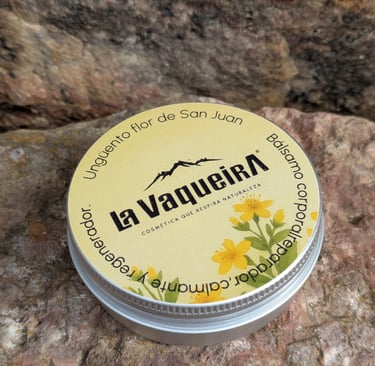 Ungüento flor de San Juan
LA VAQUEIRA®
COSMÉTICA QUE RESPIRA NATURALEZA
Bálsamo corporal reparador, calmante y regenerador.